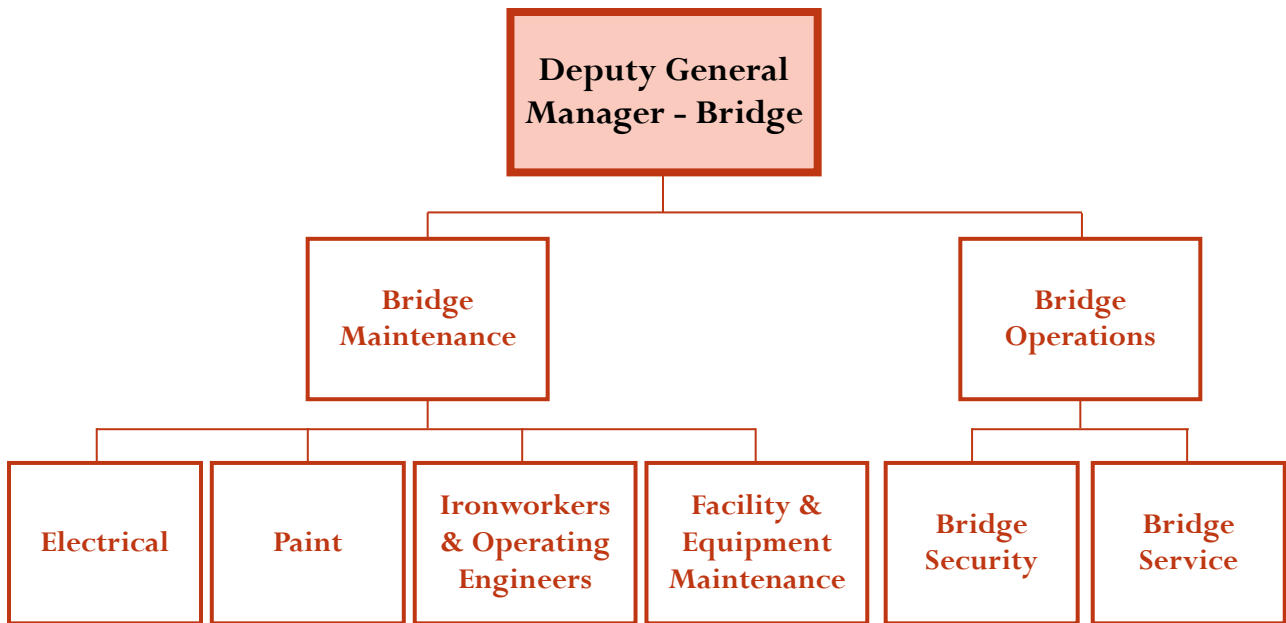 Deputy General
Manager - Bridge
Bridge
Maintenance
Bridge
Operations
Electrical
Paint
Ironworkers
& Operating
Engineers
Facility &
Equipment
Maintenance
Bridge
Security
Bridge
Service